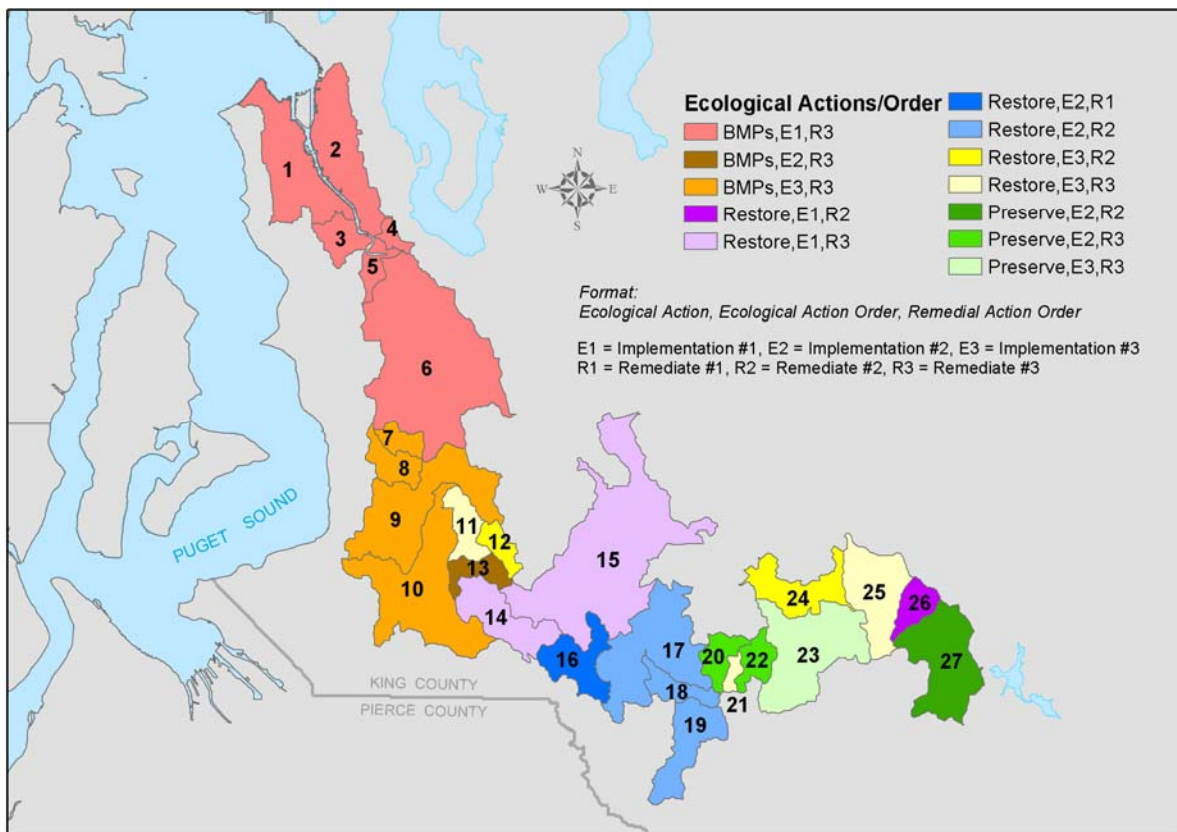 Ecological Actions/Order
BMPs,E1,R3
BMPs,E2,R3
BMPs,E3,R3
Restore,E1,R2
Restore,E1,R3
Restore,E2,R1
Restore,E2,R2
Restore,E3,R2
Restore,E3,R3
Preserve,E2,R2
Preserve,E2,R3
Preserve,E3,R3
Format:
Ecological Action, Ecological Action Order, Remedial Action Order
E1 = Implementation #1, E2 = Implementation #2, E3 = Implementation #3
R1 = Remediate #1, R2 = Remediate #2, R3 = Remediate #3
N
W
E
S
1
2
3
4
5
6
7
8
9
10
11
12
13
14
15
16
17
18
19
20
21
22
23
24
25
26
27
PUGET SOUND
KING COUNTY
PIERCE COUNTY